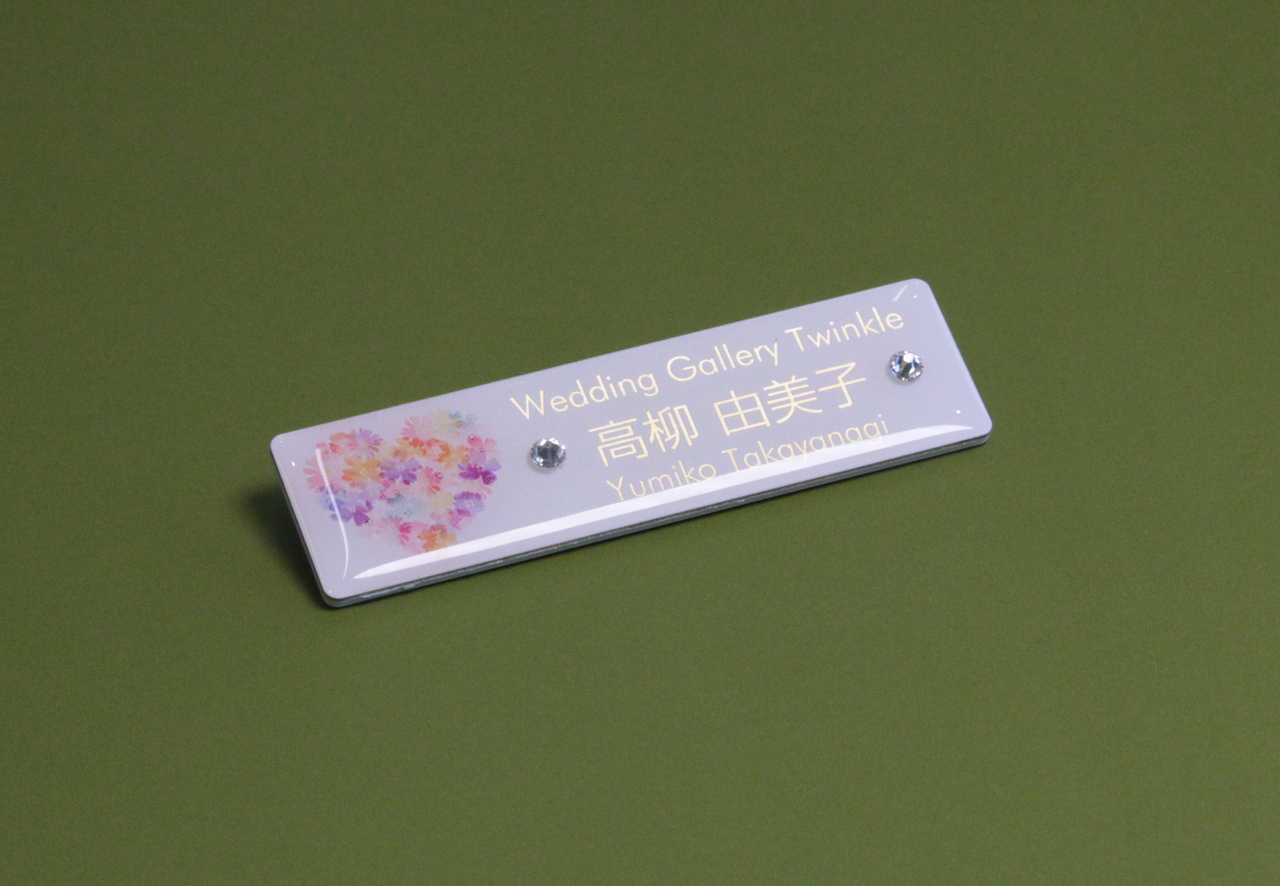 Wedding Gallery Twinkle
高柳 由美子
Yumiko Takayanagi